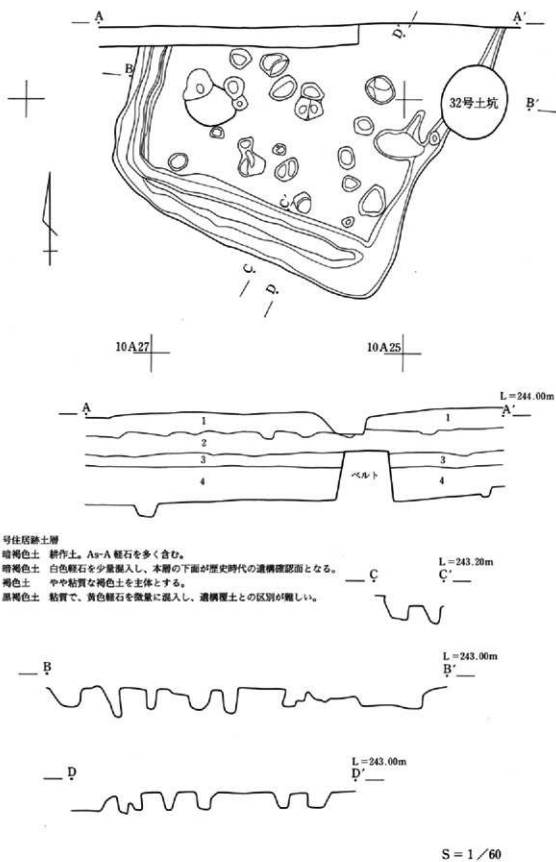 A
A′
D′
B
32号土坑
B′
C′
C
D
10A27
10A25
L=244.00m
A
A′
1
1
2
3
3
4
4
ベルト
号住居跡土層
暗褐色土 耕作土。As-A 軽石を多く含む。
暗褐色土 白色軽石を少量混入し、本層の下面が歴史時代の遺構確認面となる。
褐色土 やや粘質な褐色土を主体とする。
黒褐色土 粘質で、黄色軽石を微量に混入し、遺構覆土との区別が難しい。
L=243.20m
C
C′
L=243.00m
B
B′
L=243.00m
D
D′
S=1/60